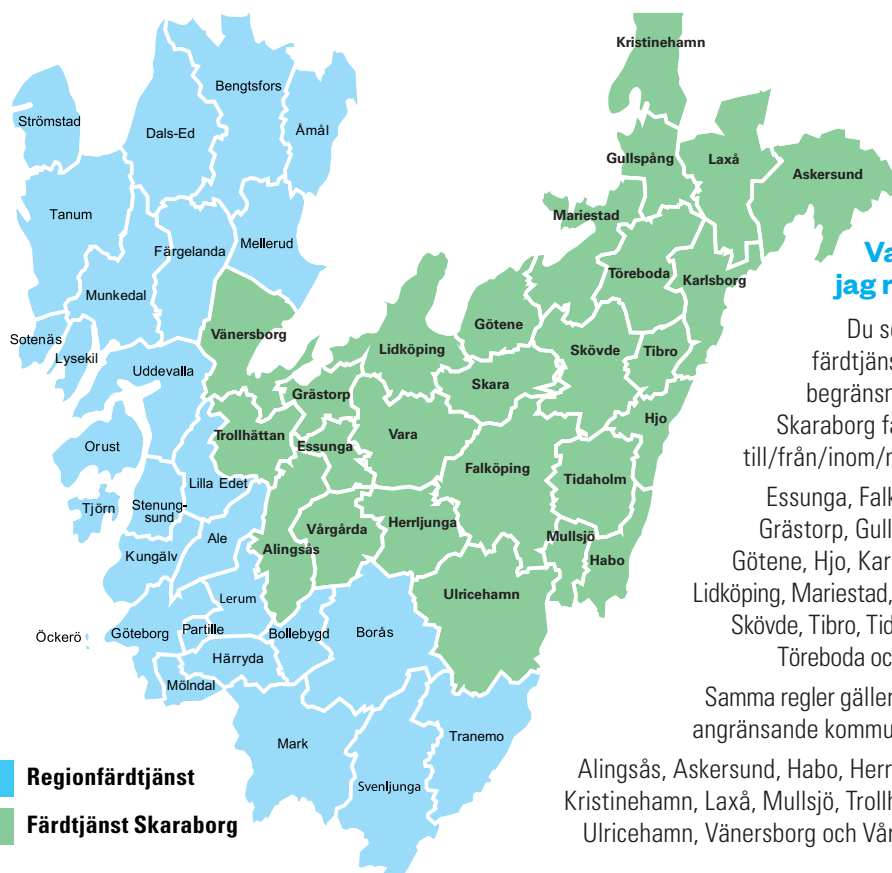 Kristinehamn
Bengtsfors
Strömstad
Dals-Ed
Åmål
Gullspång
Laxå
Askersund
Tanum
Mariestad
Färgelanda
Mellerud
Töreboda
Karlsborg
Munkedal
Vänersborg
Götene
Sotenäs
Lysekil
Lidköping
Skövde
Tibro
Uddevalla
Skara
Grästorp
Hjo
Orust
Trollhättan
Essunga
Vara
Falköping
Tidaholm
Lilla Edet
Tjörn
Stenung-
sund
Ale
Vårgårda
Herrljunga
Mullsjö
Kungälv
Alingsås
Habo
Lerum
Ulricehamn
Öckerö
Göteborg
Partille
Bollebygd
Borås
Härryda
Mölndal
Mark
Tranemo
Svenljunga
Regionfärdtjänst
Färdtjänst Skaraborg
jag
Du
begränsn
Skaraborg
till/från/inom/
Essunga, Falk
Grästorp, Gull
Götene, Hjo, Kar
Lidköping, Mariestad,
Skövde, Tibro, Tid
Töreboda oc
Samma regler gäller
angränsande kommu
Alingsås, Askersund, Habo, Herr
Kristinehamn, Laxå, Mullsjö, Trollh
Ulricehamn, Vänersborg och Vår